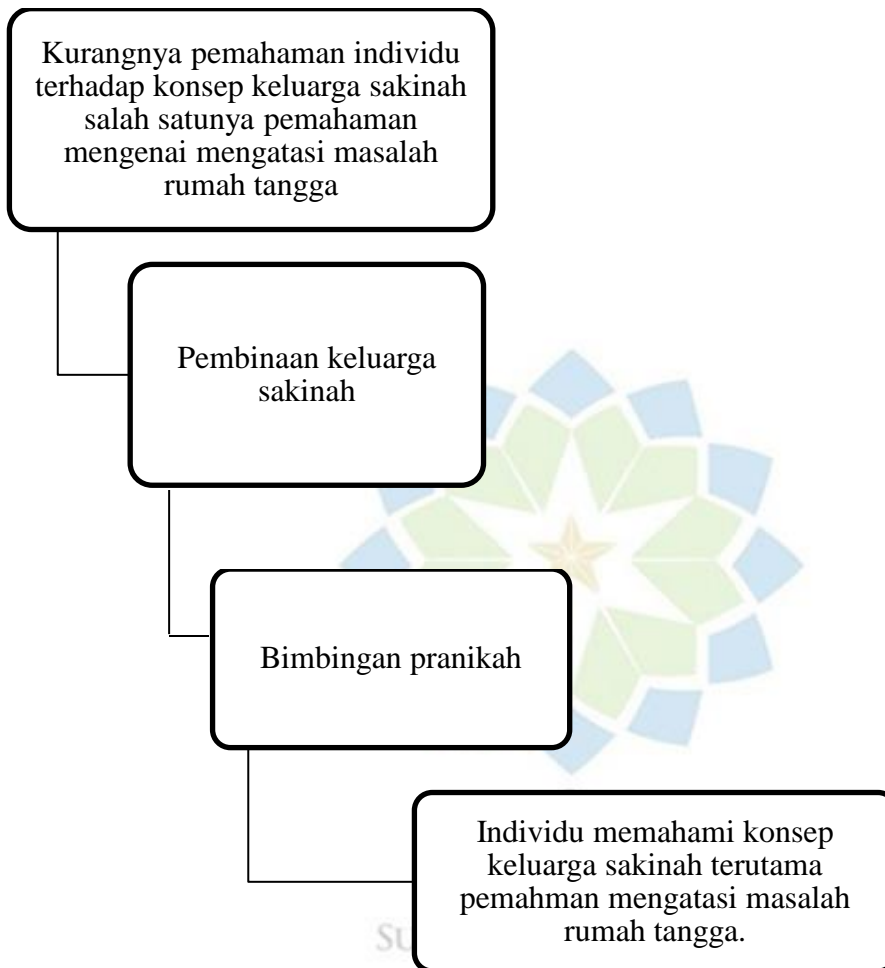 Kurangnya pemahaman individu
terhadap konsep keluarga sakinah
salah satunya pemahaman
mengenai mengatasi masalah
rumah tangga
Pembinaan keluarga
sakinah
Bimbingan pranikah
Individu memahami konsep
keluarga sakinah terutama
pemahman mengatasi masalah
rumah tangga.